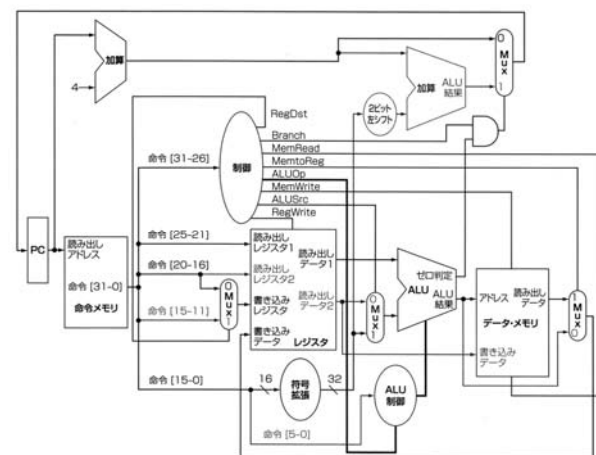 加算
4
0
Mux
1
加算
ALU
結果
2ビット
左シフト
RegDst
Branch
MemRead
MemtoReg
ALUOp
MemWrite
ALUSrc
RegWrite
制御
命令 [31-26]
命令 [25-21]
命令 [20-16]
命令 [15-11]
命令 [15-0]
命令 [5-0]
PC
読み出し
アドレス
命令 [31-0]
命令メモリ
0
Mux
1
読み出し
レジスタ1
読み出し
レジスタ2
書き込み
レジスタ
書き込み
データ
読み出し
データ1
読み出し
データ2
レジスタ
16
符号
拡張
32
0
Mux
1
ゼロ判定
ALU
ALU
結果
ALU
制御
アドレス
読み出し
データ
データ・メモリ
書き込み
データ
1
Mux
0